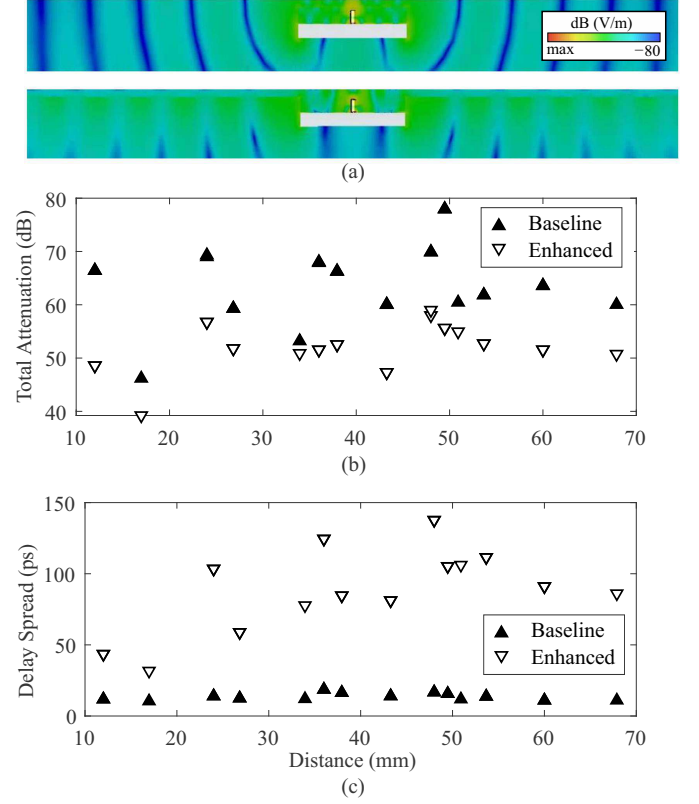 dB (V/m)
max −80
(a)
Total Attenuation (dB)
80
70
60
50
40
Baseline
Enhanced
10 20 30 40 50 60 70
(b)
Delay Spread (ps)
150
100
50
0
Baseline
Enhanced
10 20 30 40 50 60 70
Distance (mm)
(c)